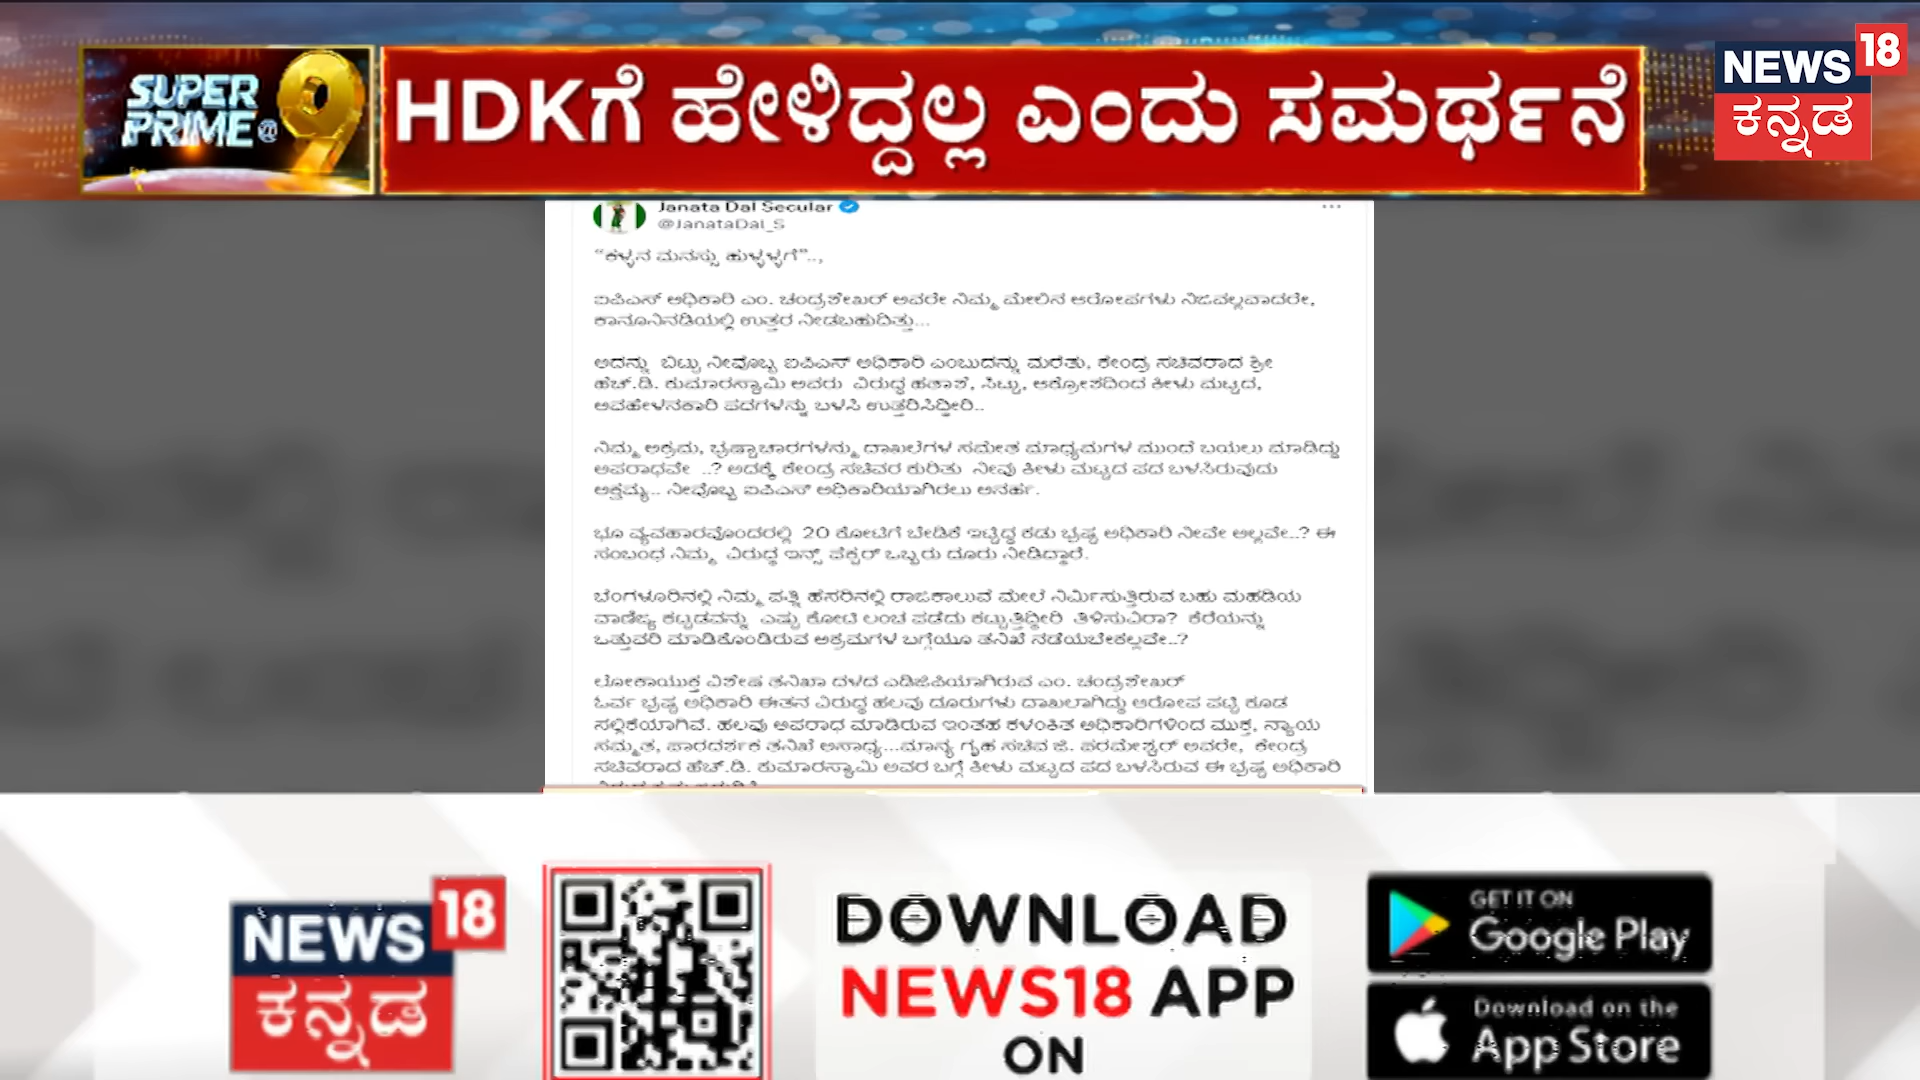 SUPER
PRIME@
9
HDKಗೆ ಹೇಳಿದ್ದಲ್ಲ ಎಂದು ಸಮರ್ಥನೆ
NEWS 18
ಕನ್ನಡ
Janata Dal Secular
@JanataDal_S
“ಕಳ್ಳನ ಮನಸ್ಸು ಹುಳ್ಳಳ್ಳಗೆ”..,
ಐಪಿಎಸ್ ಅಧಿಕಾರಿ ಎಂ. ಚಂದ್ರಶೇಖರ್ ಅವರೇ ನಿಮ್ಮ ಮೇಲಿನ ಆರೋಪಗಳು ನಿಜವಲ್ಲವಾದರೇ,
ಕಾನೂನಿನಡಿಯಲ್ಲಿ ಉತ್ತರ ನೀಡಬಹುದಿತ್ತು...
ಅದನ್ನು ಬಿಟ್ಟು ನೀವೊಬ್ಬ ಐಪಿಎಸ್ ಅಧಿಕಾರಿ ಎಂಬುದನ್ನು ಮರೆತು, ಕೇಂದ್ರ ಸಚಿವರಾದ ಶ್ರೀ
ಹೆಚ್.ಡಿ. ಕುಮಾರಸ್ವಾಮಿ ಅವರು ವಿರುದ್ಧ ಹತಾಶೆ, ಸಿಟ್ಟು, ಆಕ್ರೋಶದಿಂದ ಕೀಳು ಮಟ್ಟದ,
ಅವಹೇಳನಕಾರಿ ಪದಗಳನ್ನು ಬಳಸಿ ಉತ್ತರಿಸಿದ್ದೀರಿ..
ನಿಮ್ಮ ಅಕ್ರಮ, ಭ್ರಷ್ಟಾಚಾರಗಳನ್ನು ದಾಖಲೆಗಳ ಸಮೇತ ಮಾಧ್ಯಮಗಳ ಮುಂದೆ ಬಯಲು ಮಾಡಿದ್ದು
ಅಪರಾಧವೇ ..? ಅದಕ್ಕೆ ಕೇಂದ್ರ ಸಚಿವರ ಕುರಿತು ನೀವು ಕೀಳು ಮಟ್ಟದ ಪದ ಬಳಸಿರುವುದು
ಅಕ್ಷಮ್ಯ.. ನೀವೊಬ್ಬ ಐಪಿಎಸ್ ಅಧಿಕಾರಿಯಾಗಿರಲು ಅನರ್ಹ.
ಭೂ ವ್ಯವಹಾರವೊಂದರಲ್ಲಿ 20 ಕೋಟಿಗೆ ಬೇಡಿಕೆ ಇಟ್ಟಿದ್ದ ಕಡು ಭ್ರಷ್ಟ ಅಧಿಕಾರಿ ನೀವೇ ಅಲ್ಲವೇ..? ಈ
ಸಂಬಂಧ ನಿಮ್ಮ ವಿರುದ್ಧ ಇನ್ಸ್ ಪೆಕ್ಟರ್ ಒಬ್ಬರು ದೂರು ನೀಡಿದ್ದಾರೆ.
ಬೆಂಗಳೂರಿನಲ್ಲಿ ನಿಮ್ಮ ಪತ್ನಿ ಹೆಸರಿನಲ್ಲಿ ರಾಜಕಾಲುವೆ ಮೇಲೆ ನಿರ್ಮಿಸುತ್ತಿರುವ ಬಹು ಮಹಡಿಯ
ವಾಣಿಜ್ಯ ಕಟ್ಟಡವನ್ನು ಎಷ್ಟು ಕೋಟಿ ಲಂಚ ಪಡೆದು ಕಟ್ಟುತ್ತಿದ್ದೀರಿ ತಿಳಿಸುವಿರಾ? ಕೆರೆಯನ್ನು
ಒತ್ತುವರಿ ಮಾಡಿಕೊಂಡಿರುವ ಅಕ್ರಮಗಳ ಬಗ್ಗೆಯೂ ತನಿಖೆ ನಡೆಯಬೇಕಲ್ಲವೇ..?
ಲೋಕಾಯುಕ್ತ ವಿಶೇಷ ತನಿಖಾ ದಳದ ಎಡಿಜಿಪಿಯಾಗಿರುವ ಎಂ. ಚಂದ್ರಶೇಖರ್
ಓರ್ವ ಭ್ರಷ್ಟ ಅಧಿಕಾರಿ ಈತನ ವಿರುದ್ಧ ಹಲವು ದೂರುಗಳು ದಾಖಲಾಗಿದ್ದು ಆರೋಪ ಪಟ್ಟಿ ಕೂಡ
ಸಲ್ಲಿಕೆಯಾಗಿವೆ. ಹಲವು ಅಪರಾಧ ಮಾಡಿರುವ ಇಂತಹ ಕಳಂಕಿತ ಅಧಿಕಾರಿಗಳಿಂದ ಮುಕ್ತ, ನ್ಯಾಯ
ಸಮ್ಮತ, ಪಾರದರ್ಶಕ ತನಿಖೆ ಅಸಾಧ್ಯ...ಮಾನ್ಯ ಗೃಹ ಸಚಿವ ಜಿ. ಪರಮೇಶ್ವರ್ ಅವರೇ, ಕೇಂದ್ರ
ಸಚಿವರಾದ ಹೆಚ್.ಡಿ. ಕುಮಾರಸ್ವಾಮಿ ಅವರ ಬಗ್ಗೆ ಕೀಳು ಮಟ್ಟದ ಪದ ಬಳಸಿರುವ ಈ ಭ್ರಷ್ಟ ಅಧಿಕಾರಿ
NEWS 18
ಕನ್ನಡ
DOWNLOAD
NEWS18 APP
ON
GET IT ON
Google Play
Download on the
App Store